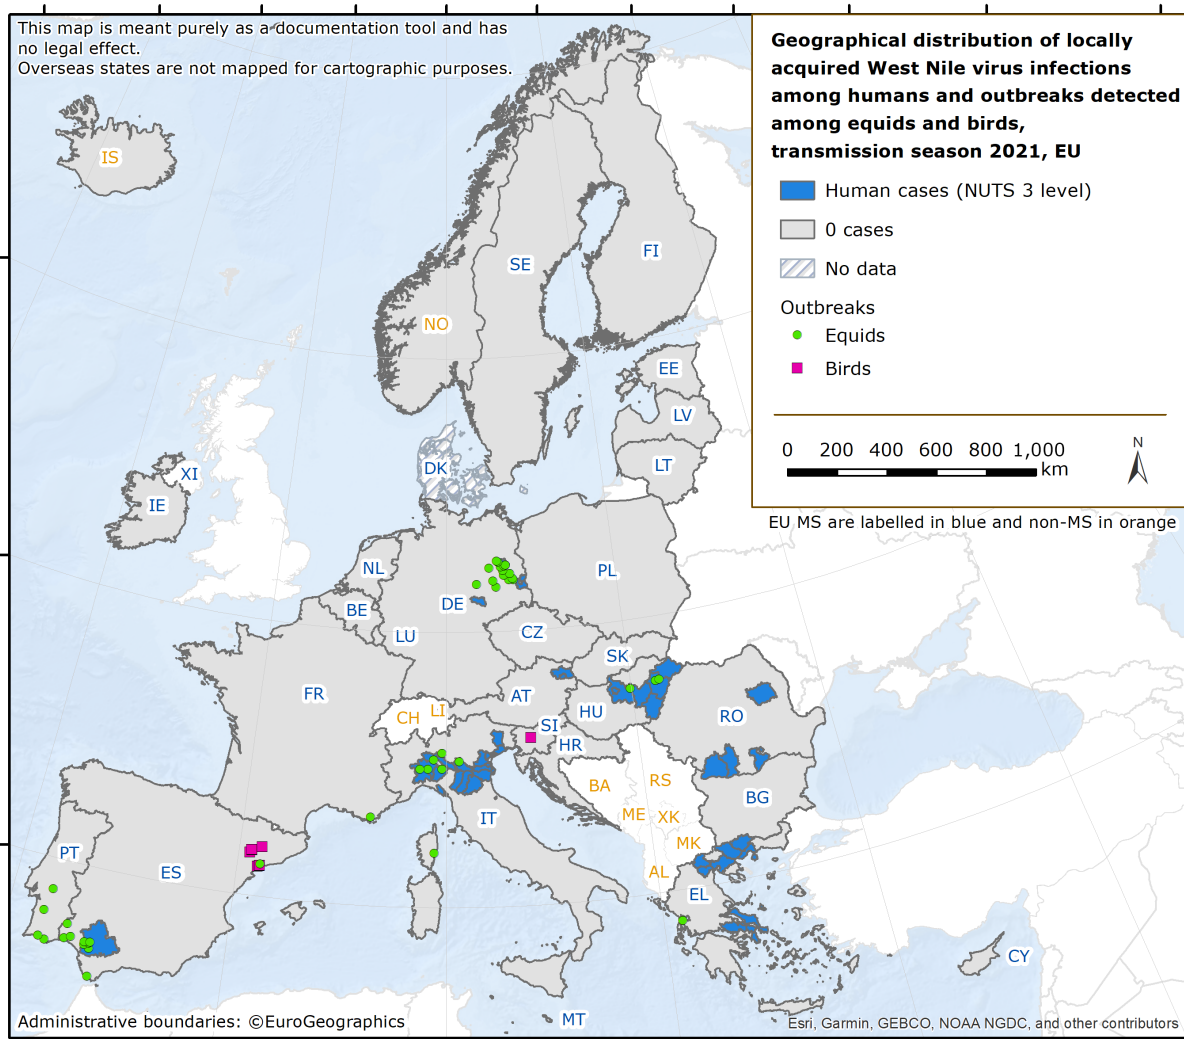 This map is meant purely as a documentation tool and has
no legal effect.
Overseas states are not mapped for cartographic purposes.
Geographical distribution of locally
acquired West Nile virus infections
among humans and outbreaks detected
among equids and birds,
transmission season 2021, EU
Human cases (NUTS 3 level)
0 cases
No data
Outbreaks
Equids
Birds
0 200 400 600 800 1,000
km
N
EU MS are labelled in blue and non-MS in orange
IS
SE
FI
NO
EE
LV
LT
DK
XI
IE
NL
PL
BE
DE
LU
CZ
SK
FR
AT
CH
LI
HU
SI
RO
HR
BA
RS
BG
ME
XK
IT
MK
PT
ES
AL
EL
CY
MT
Administrative boundaries: ©EuroGeographics
Esri, Garmin, GEBCO, NOAA NGDC, and other contributors